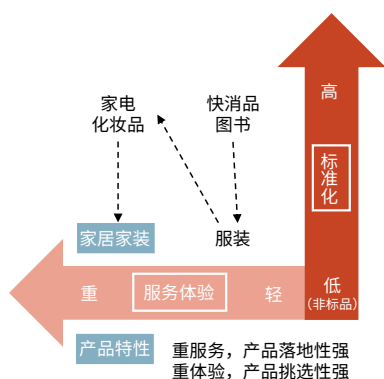 高
家电
化妆品
快消品
图书
标准化
家居家装
服装
重
服务体验
轻
低
（非标品）
产品特性
重服务，产品落地性强
重体验，产品挑选性强